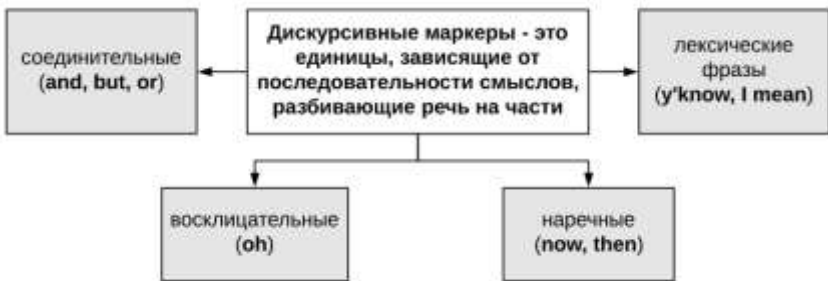 Дискурсивные маркеры - это
единицы, зависящие от
последовательности смыслов,
разбивающие речь на части
соединительные
(and, but, or)
лексические
фразы
(y'know, I mean)
восклицательные
(oh)
наречные
(now, then)